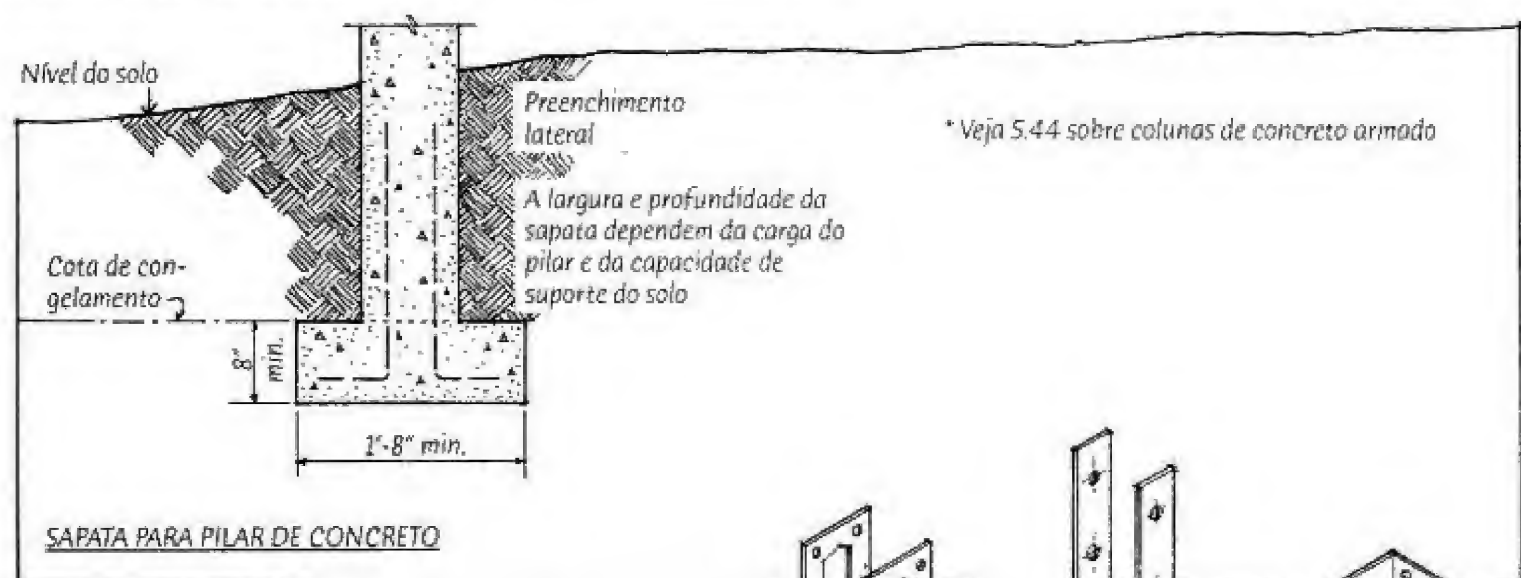 Nível do solo
Preenchimento
lateral
* Veja 5.44 sobre colunas de concreto armado
A largura e profundidade da
sapata dependem da carga do
pilar e da capacidade de
suporte do solo
Cota de con-
gelamento
8"
min.
1'-8" min.
SAPATA PARA PILAR DE CONCRETO